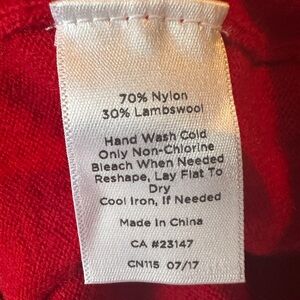 70% Nylon
30% Lambswool
Hand Wash Cold
Only Non-Chlorine
Bleach When Needed
Reshape, Lay Flat To
Dry
Cool Iron, If Needed
Made In China
CA #23147
CN115 07/17